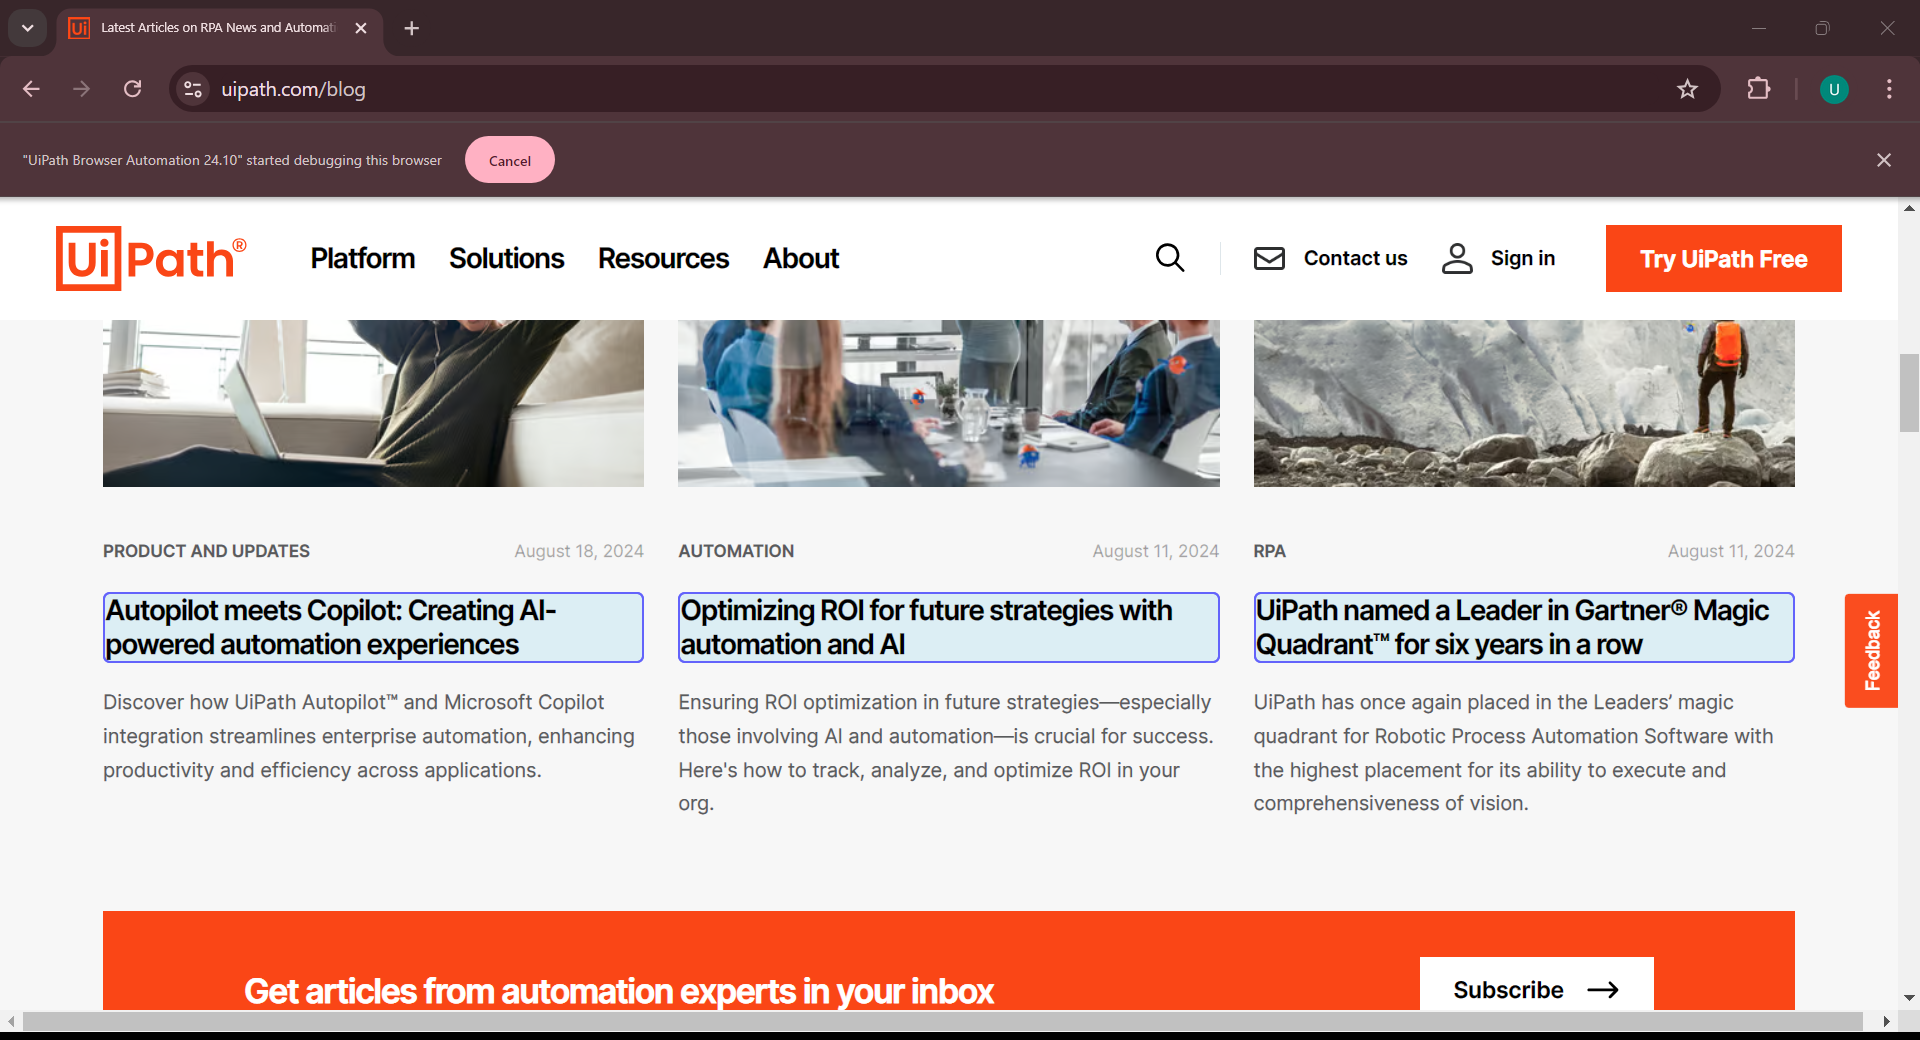 Latest Articles on RPA News and Automati
uipath.com/blog
U
"UiPath Browser Automation 24.10" started debugging this browser
Cancel
UiPath®
Platform
Solutions
Resources
About
Contact us
Sign in
Try UiPath Free
PRODUCT AND UPDATES
August 18, 2024
Autopilot meets Copilot: Creating AI-
powered automation experiences
Discover how UiPath Autopilot™ and Microsoft Copilot
integration streamlines enterprise automation, enhancing
productivity and efficiency across applications.
AUTOMATION
August 11, 2024
Optimizing ROI for future strategies with
automation and AI
Ensuring ROI optimization in future strategies—especially
those involving AI and automation—is crucial for success.
Here's how to track, analyze, and optimize ROI in your
org.
RPA
August 11, 2024
UiPath named a Leader in Gartner® Magic
Quadrant™ for six years in a row
UiPath has once again placed in the Leaders’ magic
quadrant for Robotic Process Automation Software with
the highest placement for its ability to execute and
comprehensiveness of vision.
Feedback
Get articles from automation experts in your inbox
Subscribe